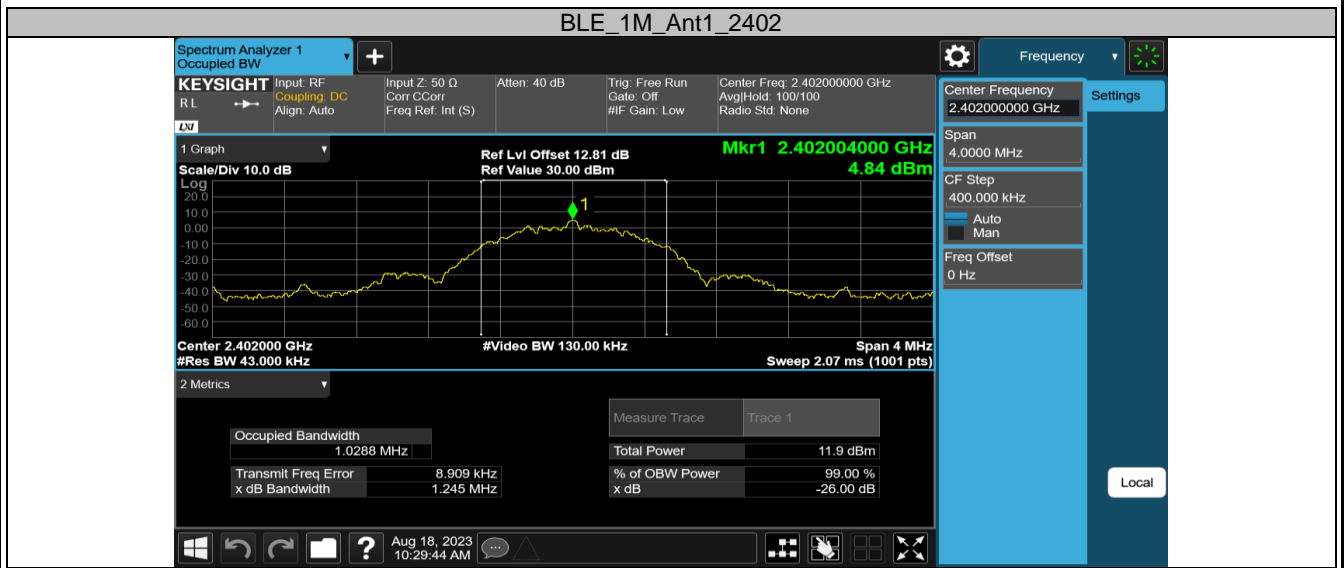 BLE_1M_Ant1_2402
Spectrum Analyzer 1
Occupied BW
+
Frequency
KEYSIGHT
R L
LXI
Input: RF
Coupling: DC
Align: Auto
Input Z: 50 Ω
Corr CCorr
Freq Ref: Int (S)
Atten: 40 dB
Trig: Free Run
Gate: Off
#IF Gain: Low
Center Freq: 2.402000000 GHz
Avg|Hold: 100/100
Radio Std: None
Center Frequency
2.402000000 GHz
Settings
Span
4.0000 MHz
CF Step
400.000 kHz
Auto
Man
Freq Offset
0 Hz
1 Graph
Scale/Div 10.0 dB
Ref Lvl Offset 12.81 dB
Ref Value 30.00 dBm
Mkr1 2.402004000 GHz
4.84 dBm
Log
20.0
10.0
0.00
-10.0
-20.0
-30.0
-40.0
-50.0
-60.0
1
Center 2.402000 GHz
#Video BW 130.00 kHz
Span 4 MHz
#Res BW 43.000 kHz
Sweep 2.07 ms (1001 pts)
2 Metrics
Measure Trace Trace 1
Occupied Bandwidth
1.0288 MHz
Total Power 11.9 dBm
Transmit Freq Error 8.909 kHz
% of OBW Power 99.00 %
x dB Bandwidth 1.245 MHz
x dB -26.00 dB
Local
?
Aug 18, 2023
10:29:44 AM